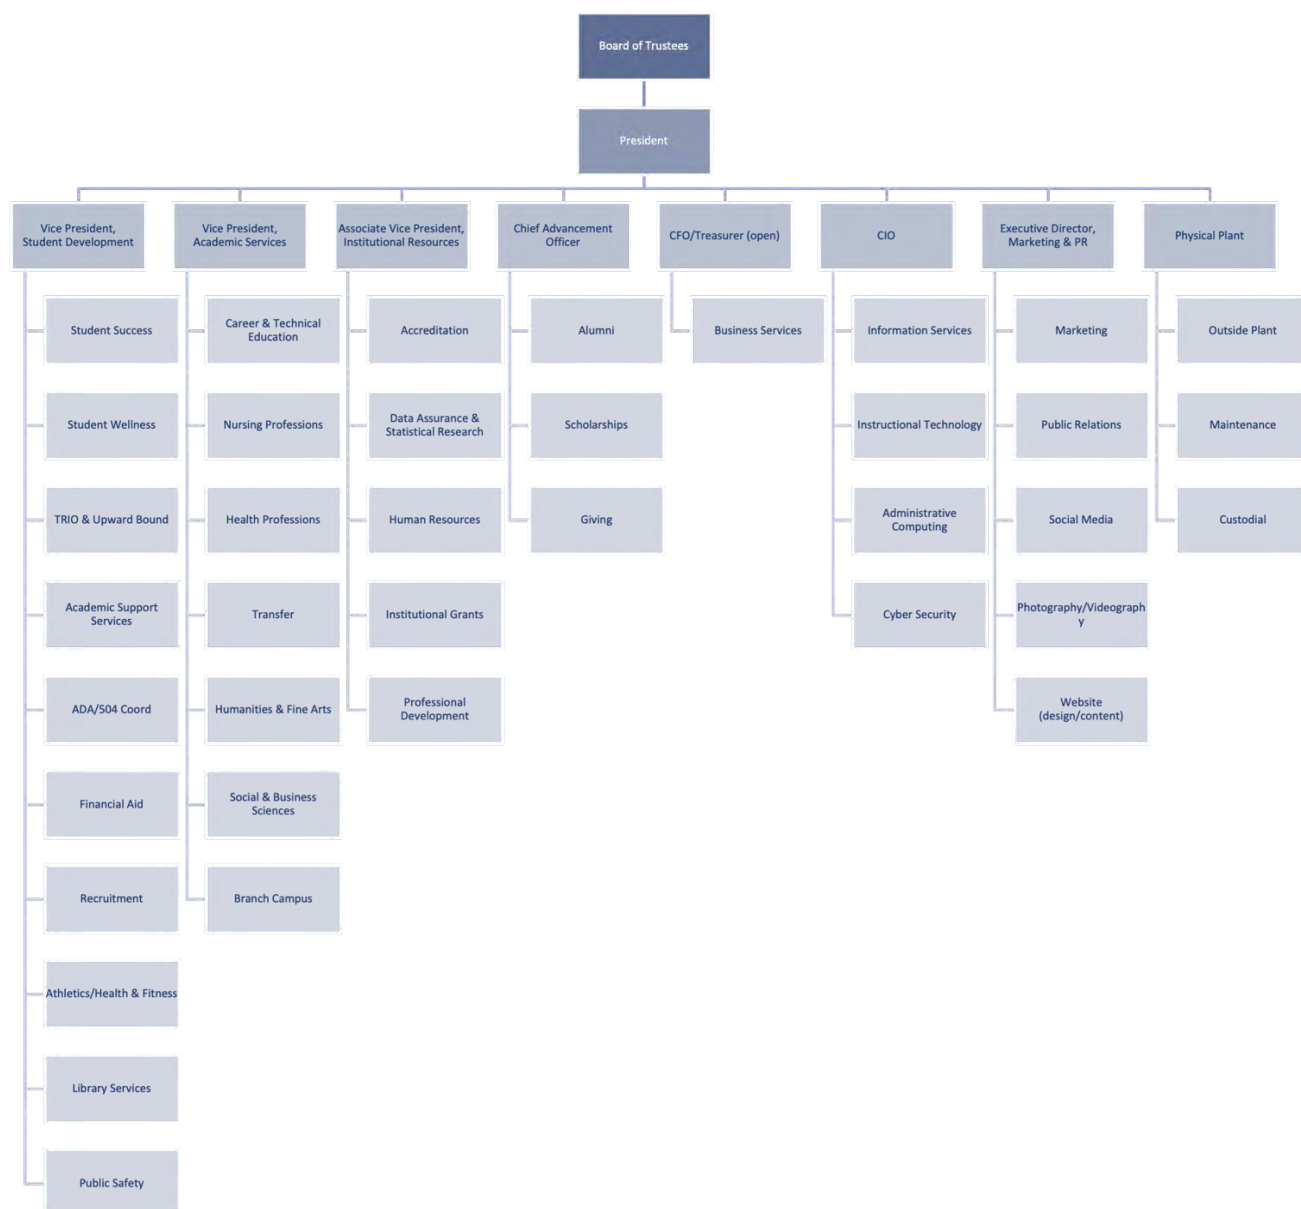 Board of Trustees
President
Vice President,
Student Development
Vice President,
Academic Services
Associate Vice President,
Institutional Resources
Chief Advancement
Officer
CFO/Treasurer (open)
CIO
Executive Director,
Marketing & PR
Physical Plant
Student Success
Student Wellness
TRIO & Upward Bound
Academic Support
Services
ADA/504 Coord
Financial Aid
Recruitment
Athletics/Health & Fitness
Library Services
Public Safety
Career & Technical
Education
Nursing Professions
Health Professions
Transfer
Humanities & Fine Arts
Social & Business
Sciences
Branch Campus
Accreditation
Data Assurance &
Statistical Research
Human Resources
Institutional Grants
Professional
Development
Alumni
Scholarships
Giving
Business Services
Information Services
Instructional Technology
Administrative
Computing
Cyber Security
Marketing
Public Relations
Social Media
Photography/Videograph
y
Website
(design/content)
Outside Plant
Maintenance
Custodial